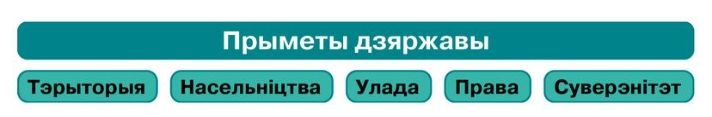 Прыметы дзяржавы
Тэрыторыя Насельніцтва Улада Права Суверэнітэт